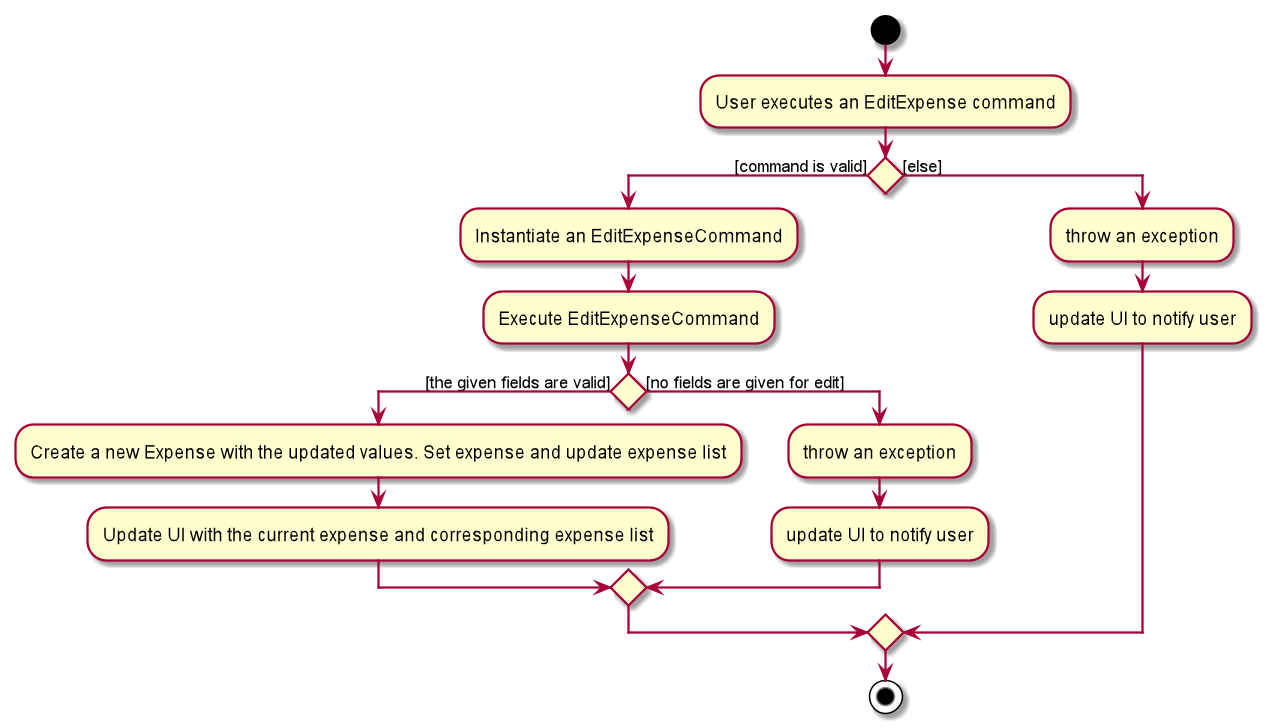 User executes an EditExpense command
[command is valid]
[else]
Instantiate an EditExpenseCommand
throw an exception
Execute EditExpenseCommand
update UI to notify user
[the given fields are valid]
[no fields are given for edit]
Create a new Expense with the updated values. Set expense and update expense list
throw an exception
Update UI with the current expense and corresponding expense list
update UI to notify user